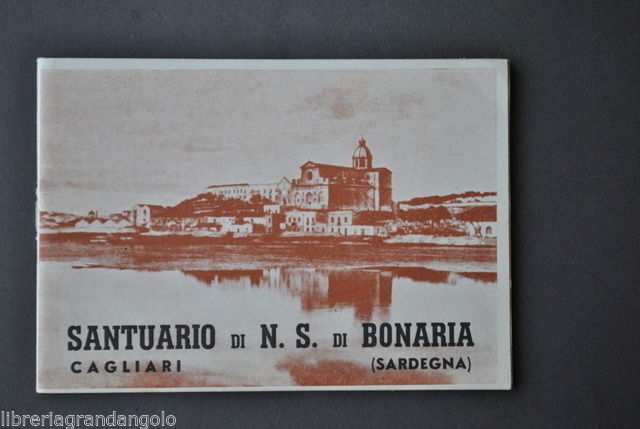 SANTUARIO DI N. S. DI BONARIA
CAGLIARI (SARDEGNA)
libreriagrandangolo